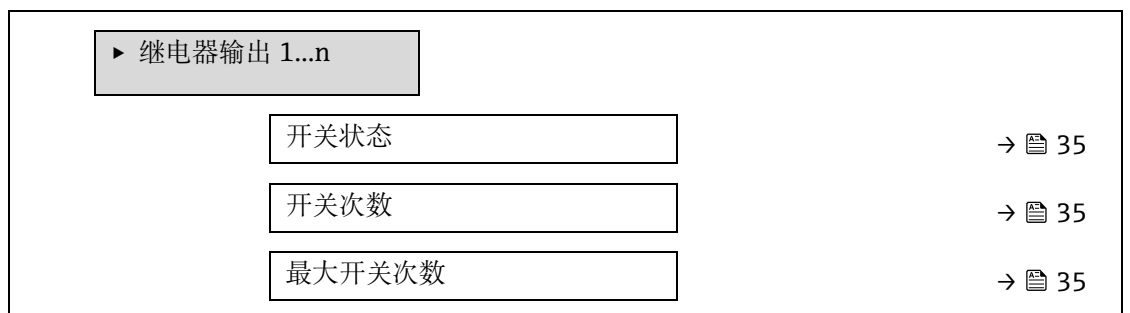 ▶ 继电器输出 1...n
开关状态 → 🖹 35
开关次数 → 🖹 35
最大开关次数 → 🖹 35